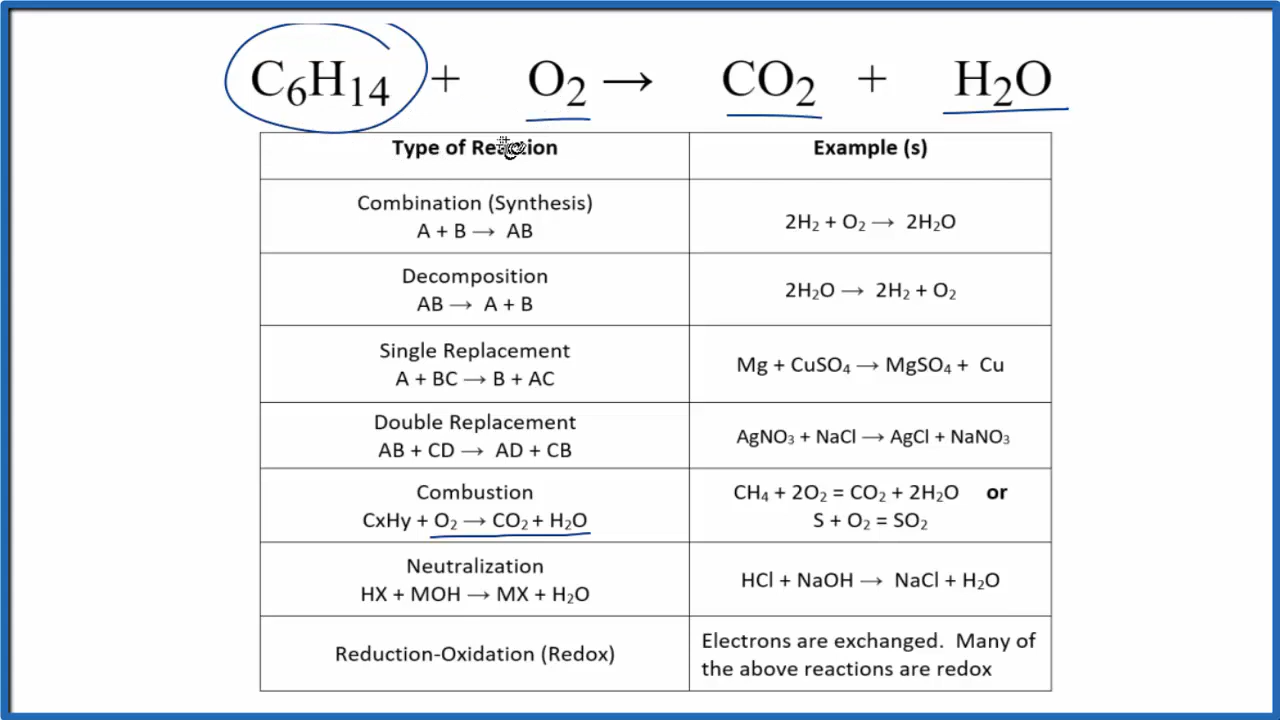 C₆H₁₄ + O₂ → CO₂ + H₂O
Type of Reaction Example (s)
Combination (Synthesis)
A + B → AB
2H₂ + O₂ → 2H₂O
Decomposition
AB → A + B
2H₂O → 2H₂ + O₂
Single Replacement
A + BC → B + AC
Mg + CuSO₄ → MgSO₄ + Cu
Double Replacement
AB + CD → AD + CB
AgNO₃ + NaCl → AgCl + NaNO₃
Combustion
CxHy + O₂ → CO₂ + H₂O
CH₄ + 2O₂ = CO₂ + 2H₂O or
S + O₂ = SO₂
Neutralization
HX + MOH → MX + H₂O
HCl + NaOH → NaCl + H₂O
Reduction-Oxidation (Redox)
Electrons are exchanged. Many of
the above reactions are redox